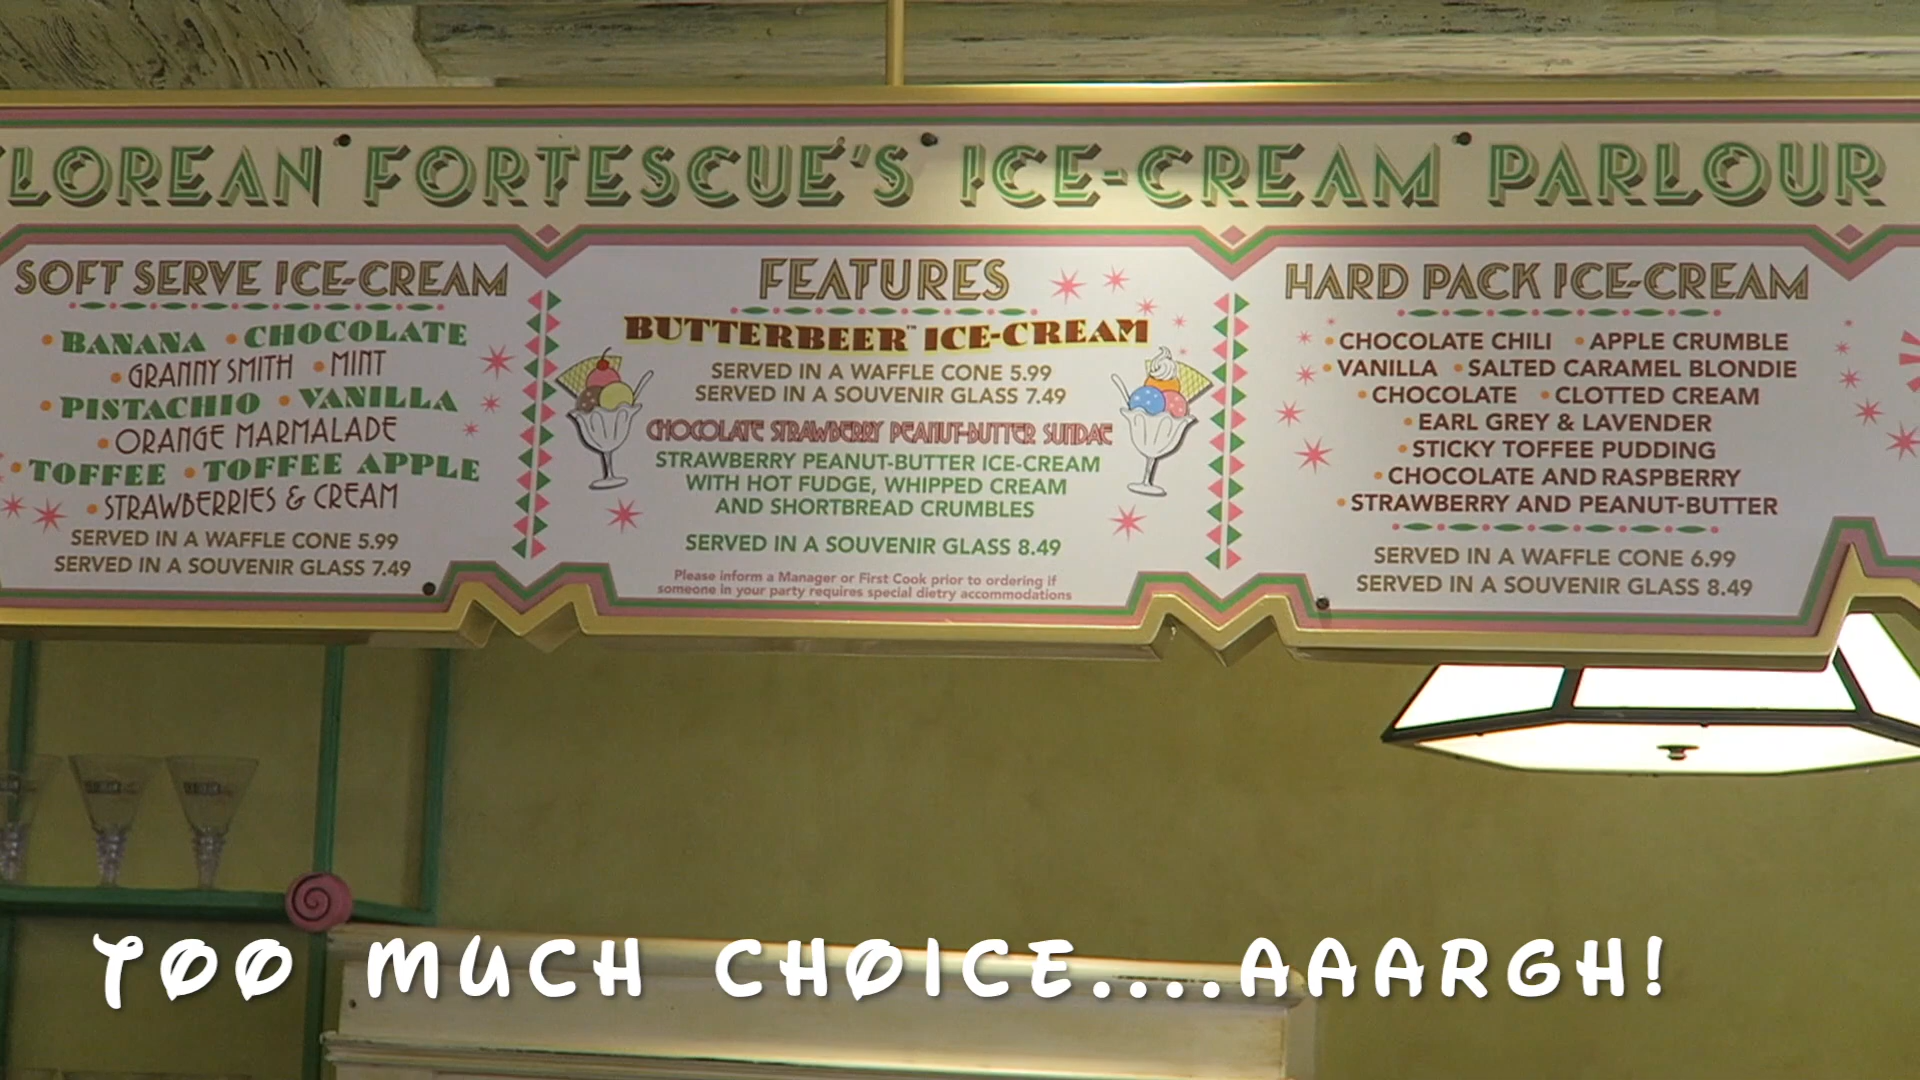 LOREAN FORTESCUE'S ICE-CREAM PARLOUR
SOFT SERVE ICE-CREAM
• BANANA • CHOCOLATE
• GRANNY SMITH • MINT
• PISTACHIO • VANILLA
• ORANGE MARMALADE
• TOFFEE • TOFFEE APPLE
• STRAWBERRIES & CREAM
SERVED IN A WAFFLE CONE 5.99
SERVED IN A SOUVENIR GLASS 7.49
FEATURES
BUTTERBEER™ ICE-CREAM
SERVED IN A WAFFLE CONE 5.99
SERVED IN A SOUVENIR GLASS 7.49
CHOCOLATE STRAWBERRY PEANUT-BUTTER SUNDAE
STRAWBERRY PEANUT-BUTTER ICE-CREAM
WITH HOT FUDGE, WHIPPED CREAM
AND SHORTBREAD CRUMBLES
SERVED IN A SOUVENIR GLASS 8.49
Please inform a Manager or First Cook prior to ordering if
someone in your party requires special dietry accommodations
HARD PACK ICE-CREAM
• CHOCOLATE CHILI • APPLE CRUMBLE
• VANILLA • SALTED CARAMEL BLONDIE
• CHOCOLATE • CLOTTED CREAM
• EARL GREY & LAVENDER
• STICKY TOFFEE PUDDING
• CHOCOLATE AND RASPBERRY
• STRAWBERRY AND PEANUT-BUTTER
SERVED IN A WAFFLE CONE 6.99
SERVED IN A SOUVENIR GLASS 8.49
TOO MUCH CHOICE....AAARGH!